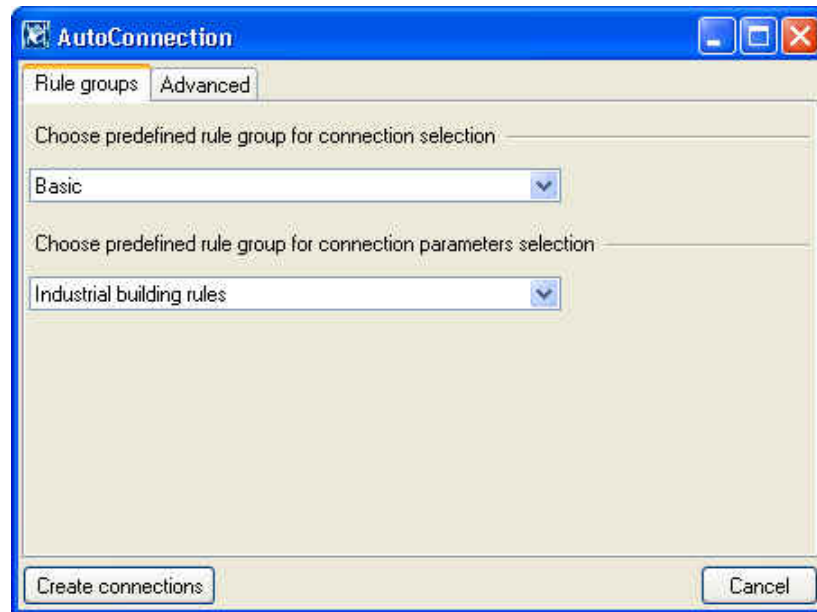 AutoConnection
Rule groups Advanced
Choose predefined rule group for connection selection
Basic
Choose predefined rule group for connection parameters selection
Industrial building rules
Create connections Cancel